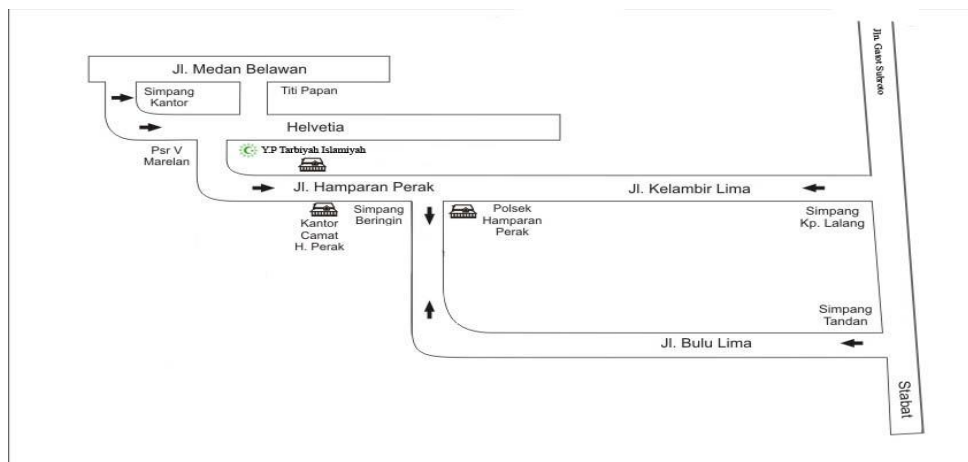 Jln. Gatot Subroto
Jl. Medan Belawan
Simpang
Kantor
Titi Papan
Helvetia
Psr V
Marelan
Y.P Tarbiyah Islamiyah
Jl. Hamparan Perak
Jl. Kelambir Lima
Kantor
Camat
H. Perak
Simpang
Beringin
Polsek
Hamparan
Perak
Simpang
Kp. Lalang
Simpang
Tandan
Jl. Bulu Lima
Stabat